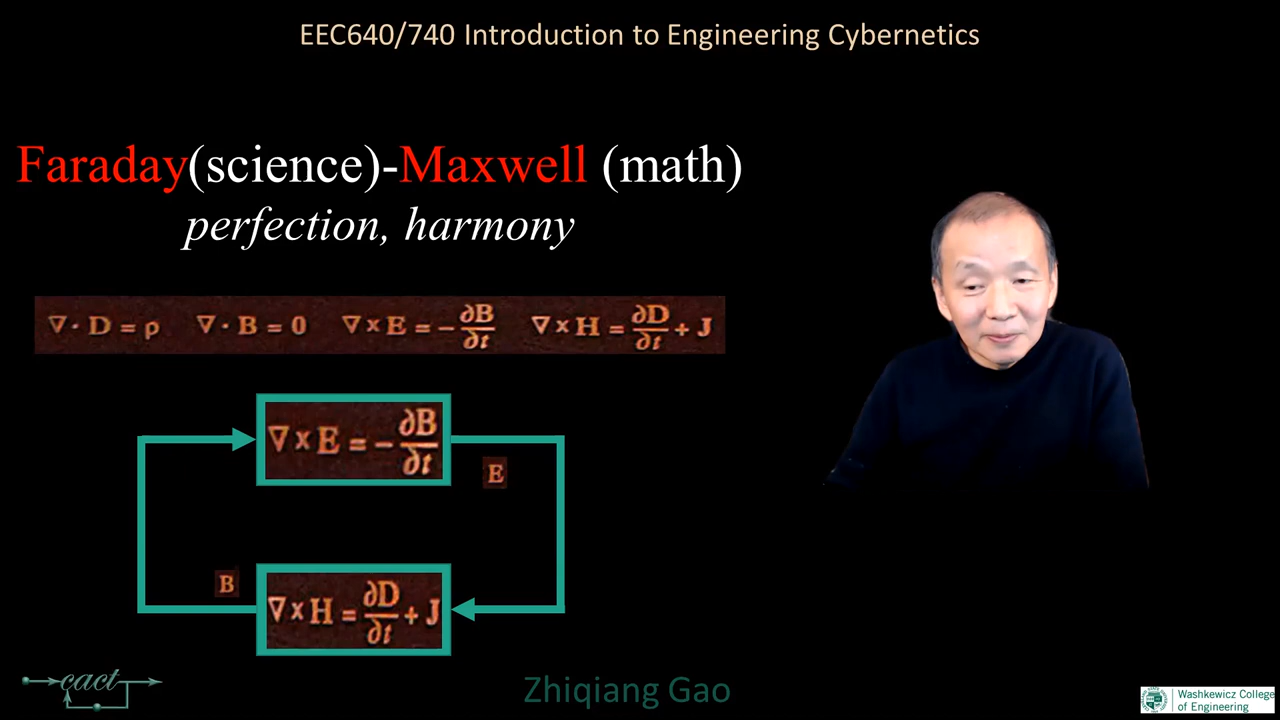 EEC640/740 Introduction to Engineering Cybernetics
Faraday(science)-Maxwell (math)
perfection, harmony
∇ · D = ρ ∇ · B = 0 ∇ × E = - ∂B/∂t ∇ × H = ∂D/∂t + J
∇ × E = - ∂B/∂t
E
B
∇ × H = ∂D/∂t + J
cact
Zhiqiang Gao
Washkewicz College
of Engineering